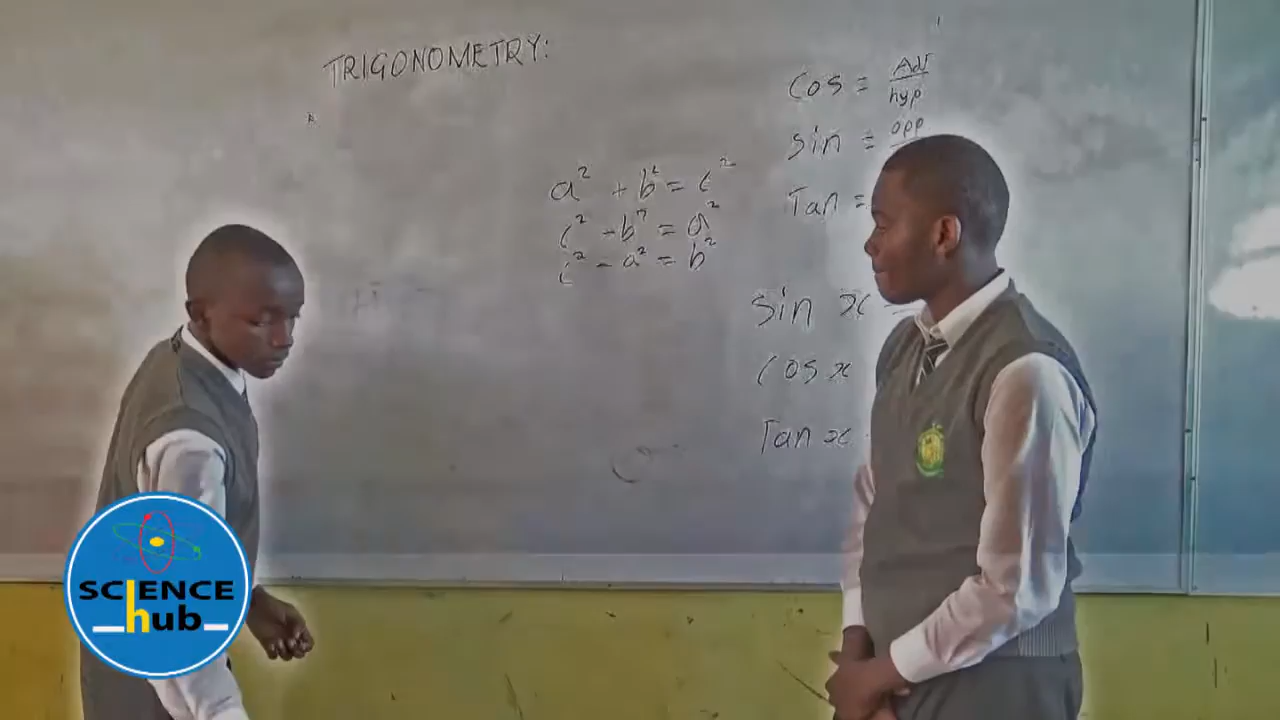 TRIGONOMETRY:
a² + b² = c²
c² - b² = a²
c² - a² = b²
Cos = Adj/hyp
Sin = opp
Tan =
Sin x =
Cos x
Tan x
SCIENCE
hub